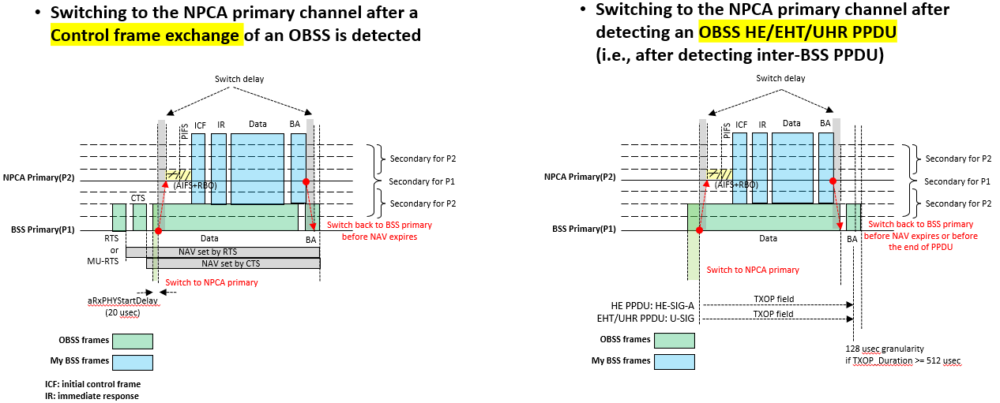 • Switching to the NPCA primary channel after a
Control frame exchange of an OBSS is detected
Switch delay
PIFS
ICF
IR
Data
BA
NPCA Primary(P2)
(AIFS+RBO)
Secondary for P2
Secondary for P1
Secondary for P2
CTS
BSS Primary(P1)
RTS
or
MU-RTS
Data
BA
Switch back to BSS primary
before NAV expires
NAV set by RTS
NAV set by CTS
Switch to NPCA primary
aRxPHYStartDelay
(20 usec)
OBSS frames
My BSS frames
ICF: initial control frame
IR: immediate response
• Switching to the NPCA primary channel after
detecting an OBSS HE/EHT/UHR PPDU
(i.e., after detecting inter-BSS PPDU)
Switch delay
PIFS
ICF
IR
Data
BA
NPCA Primary(P2)
(AIFS+RBO)
Secondary for P2
Secondary for P1
Secondary for P2
BSS Primary(P1)
Data
BA
Switch back to BSS primary
before NAV expires or before
the end of PPDU
Switch to NPCA primary
HE PPDU: HE-SIG-A
TXOP field
EHT/UHR PPDU: U-SIG
TXOP field
OBSS frames
My BSS frames
128 usec granularity
if TXOP_Duration >= 512 usec